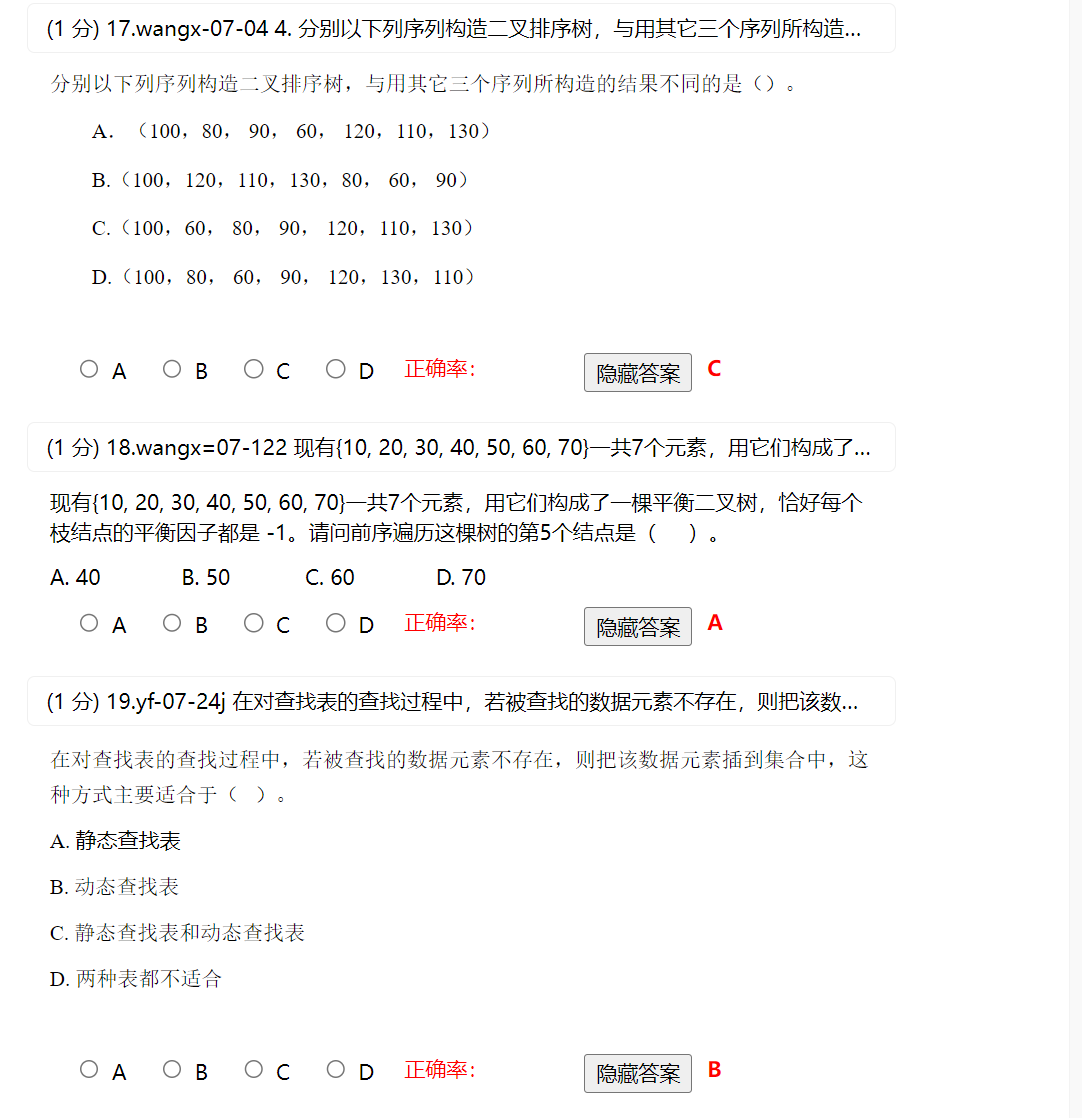 (1 分) 17.wangx-07-04 4. 分别以下列序列构造二叉排序树，与用其它三个序列所构造...
分别以下列序列构造二叉排序树，与用其它三个序列所构造的结果不同的是（）。
A. （100，80， 90， 60， 120，110，130）
B.（100，120，110，130，80， 60， 90）
C.（100，60， 80， 90， 120，110，130）
D.（100，80， 60， 90， 120，130，110）
A B C D 正确率: 隐藏答案 C
(1 分) 18.wangx=07-122 现有{10, 20, 30, 40, 50, 60, 70}一共7个元素，用它们构成了...
现有{10, 20, 30, 40, 50, 60, 70}一共7个元素，用它们构成了一棵平衡二叉树，恰好每个
枝结点的平衡因子都是 -1。请问前序遍历这棵树的第5个结点是（ ）。
A. 40 B. 50 C. 60 D. 70
A B C D 正确率: 隐藏答案 A
(1 分) 19.yf-07-24j 在对查找表的查找过程中，若被查找的数据元素不存在，则把该数...
在对查找表的查找过程中，若被查找的数据元素不存在，则把该数据元素插到集合中，这
种方式主要适合于（ ）。
A. 静态查找表
B. 动态查找表
C. 静态查找表和动态查找表
D. 两种表都不适合
A B C D 正确率: 隐藏答案 B